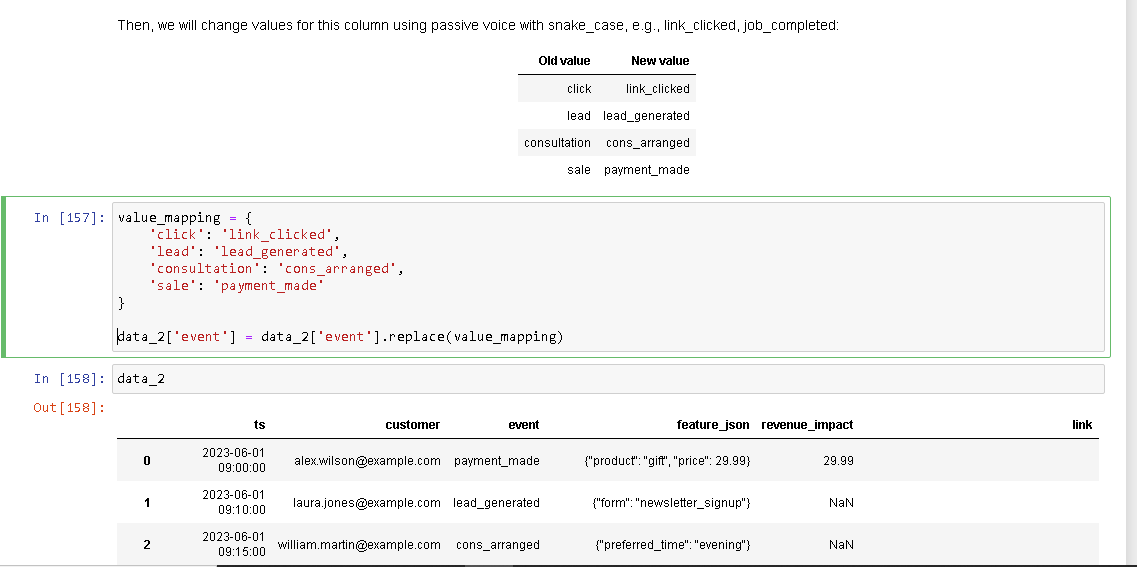 Then, we will change values for this column using passive voice with snake_case, e.g., link_clicked, job_completed:
Old value New value
click link_clicked
lead lead_generated
consultation cons_arranged
sale payment_made
In [157]: value_mapping = {
'click': 'link_clicked',
'lead': 'lead_generated',
'consultation': 'cons_arranged',
'sale': 'payment_made'
}
data_2['event'] = data_2['event'].replace(value_mapping)
In [158]: data_2
Out[158]:
ts customer event feature_json revenue_impact link
0 2023-06-01 09:00:00 alex.wilson@example.com payment_made {"product": "gift", "price": 29.99} 29.99
1 2023-06-01 09:10:00 laura.jones@example.com lead_generated {"form": "newsletter_signup"} NaN
2 2023-06-01 09:15:00 william.martin@example.com cons_arranged {"preferred_time": "evening"} NaN